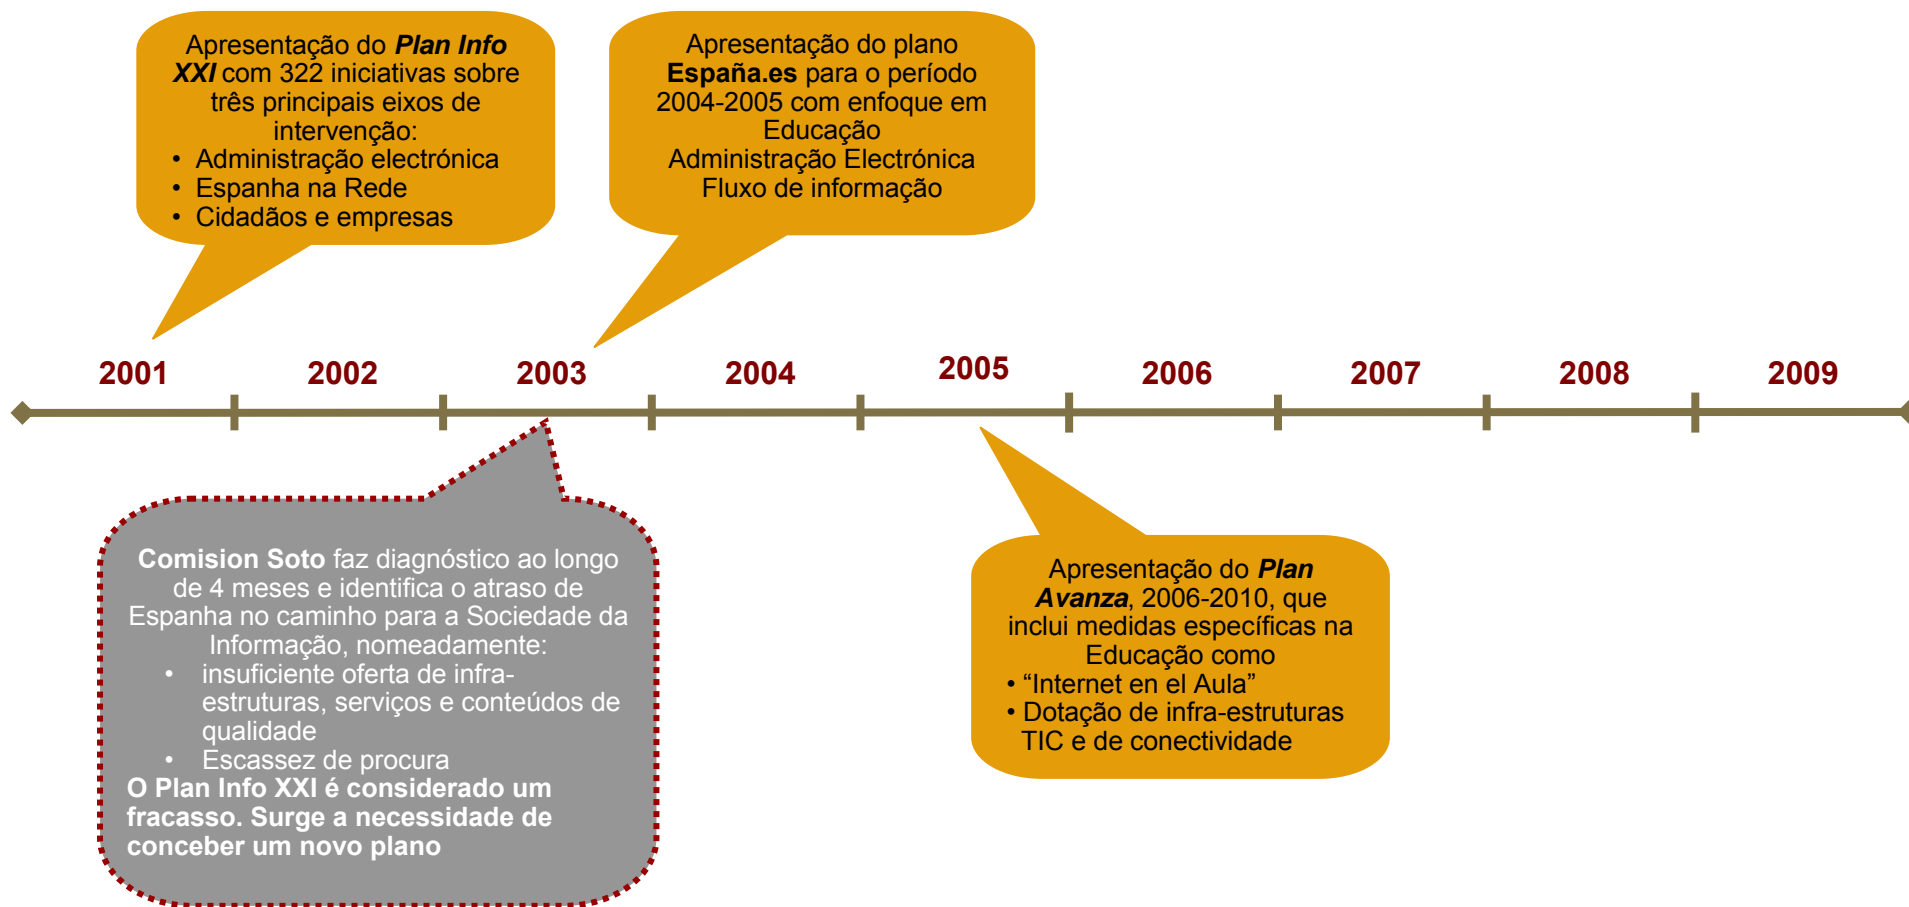 Apresentação do Plan Info
XXI com 322 iniciativas sobre
três principais eixos de
intervenção:
• Administração electrónica
• Espanha na Rede
• Cidadãos e empresas
Apresentação do plano
España.es para o período
2004-2005 com enfoque em
Educação
Administração Electrónica
Fluxo de informação
2001
2002
2003
2004
2005
2006
2007
2008
2009
Comision Soto faz diagnóstico ao longo
de 4 meses e identifica o atraso de
Espanha no caminho para a Sociedade da
Informação, nomeadamente:
• insuficiente oferta de infra-
estruturas, serviços e conteúdos de
qualidade
• Escassez de procura
O Plan Info XXI é considerado um
fracasso. Surge a necessidade de
conceber um novo plano
Apresentação do Plan
Avanza, 2006-2010, que
inclui medidas específicas na
Educação como
• “Internet en el Aula”
• Dotação de infra-estruturas
TIC e de conectividade